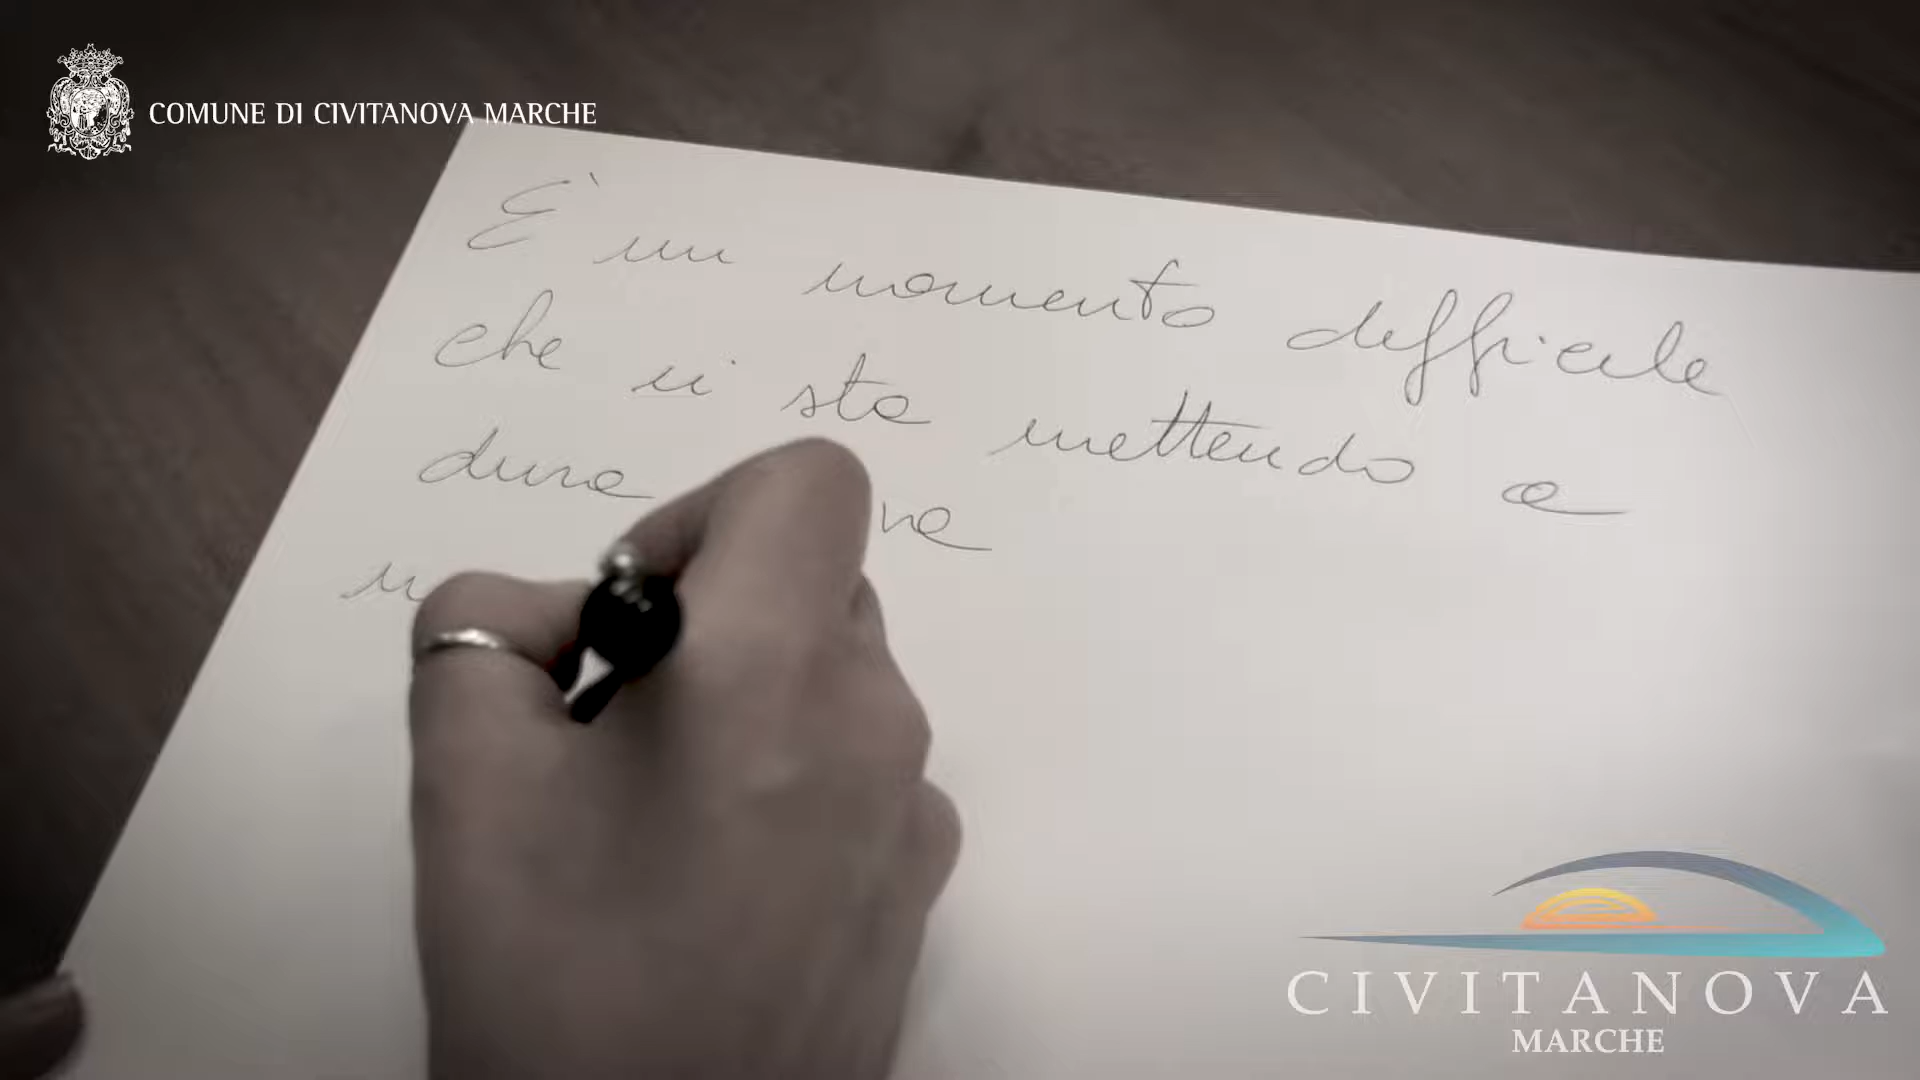 COMUNE DI CIVITANOVA MARCHE
È un momento difficile
che ci sta mettendo a
dura
CIVITANOVA
MARCHE